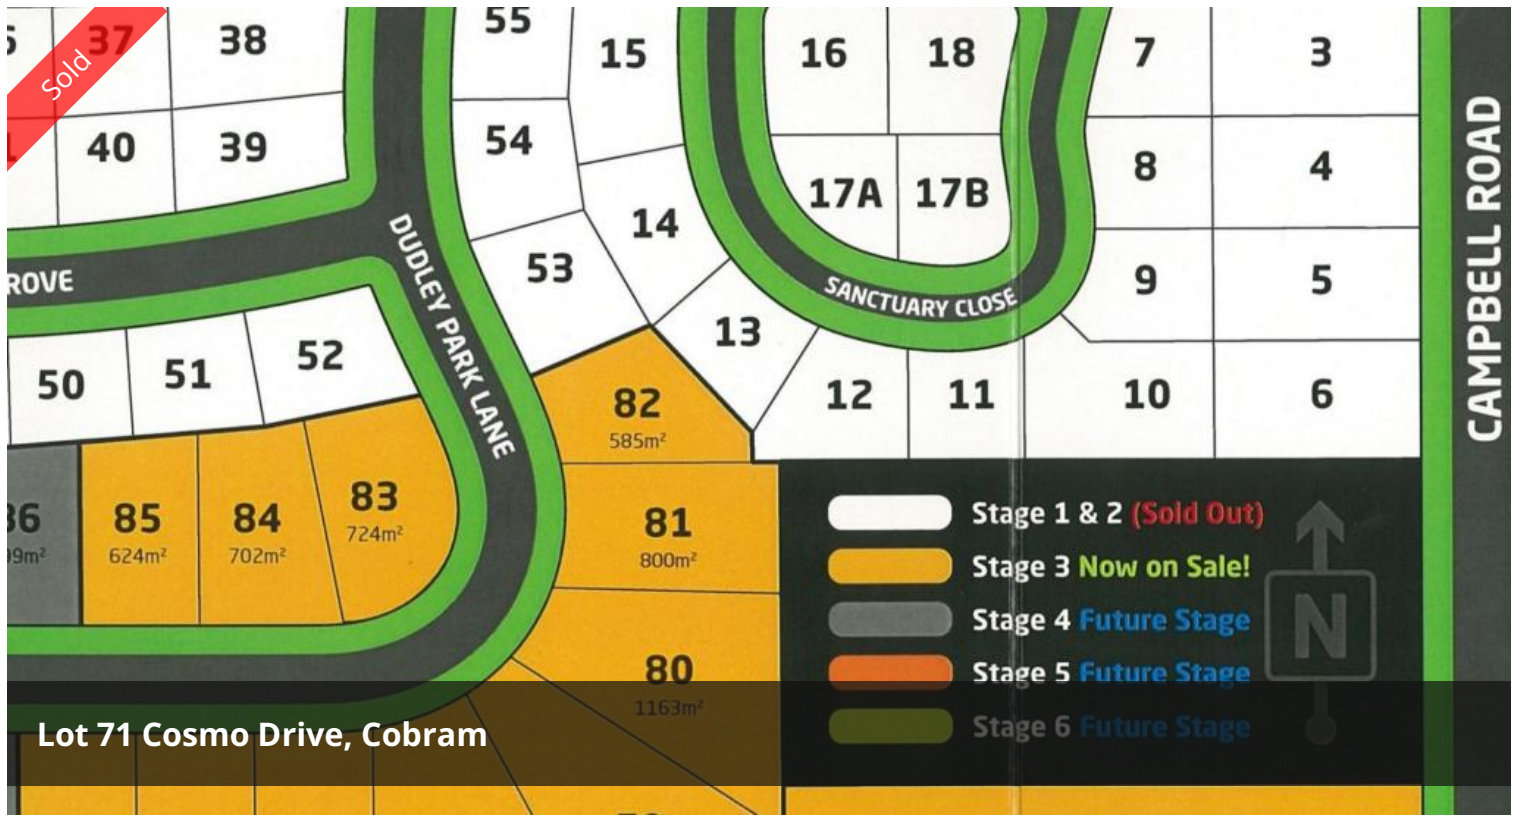 Sold
37
38
55
15
16
18
7
3
40
39
54
8
4
17A
17B
14
ROVE
DUDLEY PARK LANE
53
SANCTUARY CLOSE
9
5
CAMPBELL ROAD
13
50
51
52
12
11
10
6
82
585m²
85
624m²
84
702m²
83
724m²
81
800m²
80
1163m²
Stage 1 & 2 (Sold Out)
Stage 3 Now on Sale!
Stage 4 Future Stage
Stage 5 Future Stage
Stage 6 Future Stage
N
Lot 71 Cosmo Drive, Cobram